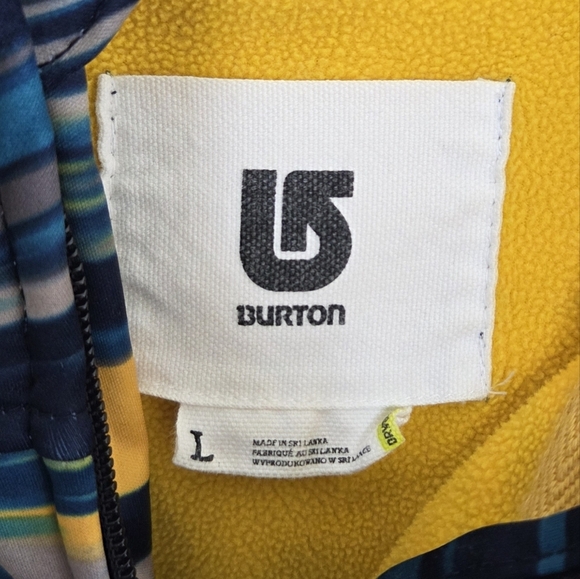 BURTON
L
MADE IN SRI LANKA
FABRIQUÉ AU SRI LANKA
WYPRODUKOWANO W SRI LANCE